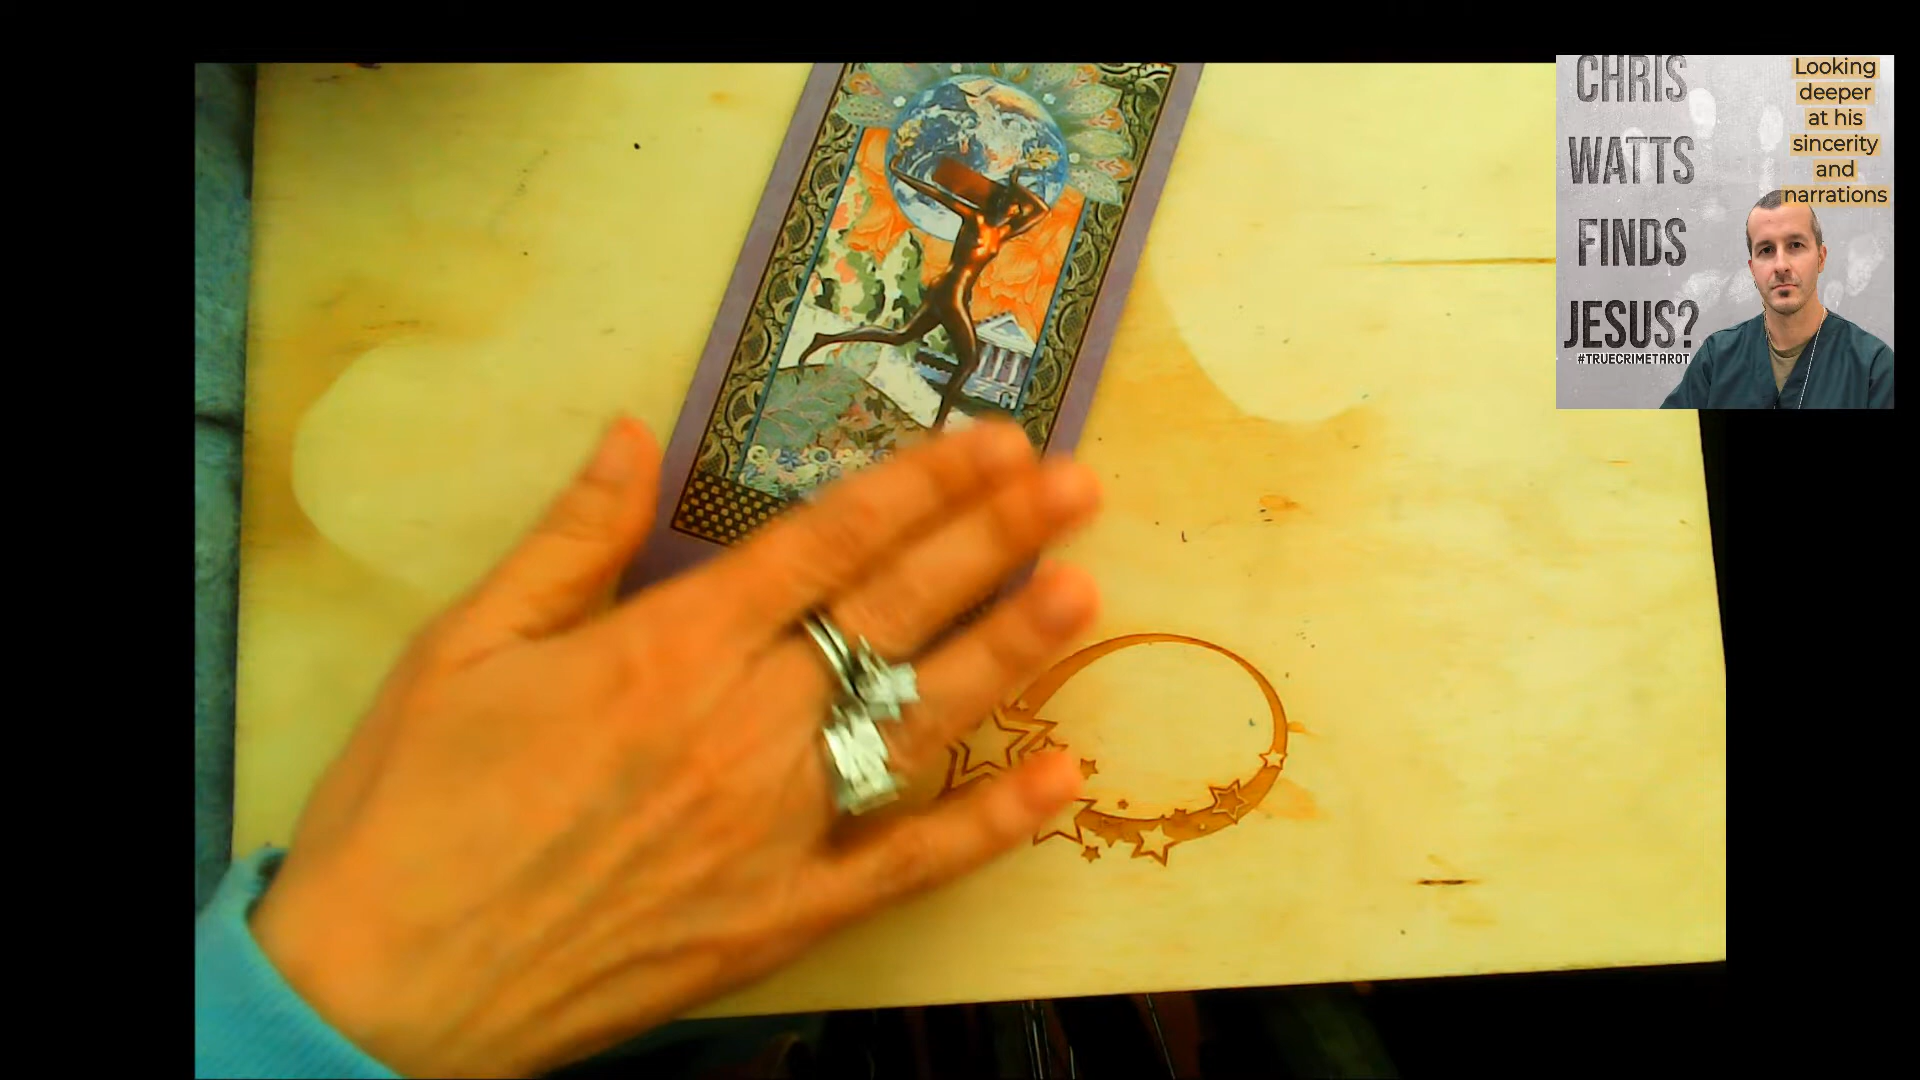 CHRIS
WATTS
FINDS
JESUS?
#TRUECRIMETAROT
Looking
deeper
at his
sincerity
and
narrations